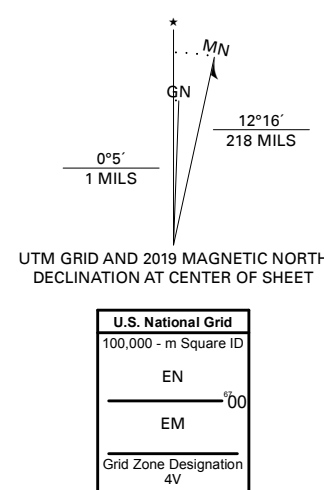 ★
MN
GN
12°16´
218 MILS
0°5´
1 MILS
UTM GRID AND 2019 MAGNETIC NORTH
DECLINATION AT CENTER OF SHEET
U.S. National Grid
100,000 - m Square ID
EN
⁶⁷00
EM
Grid Zone Designation
4V